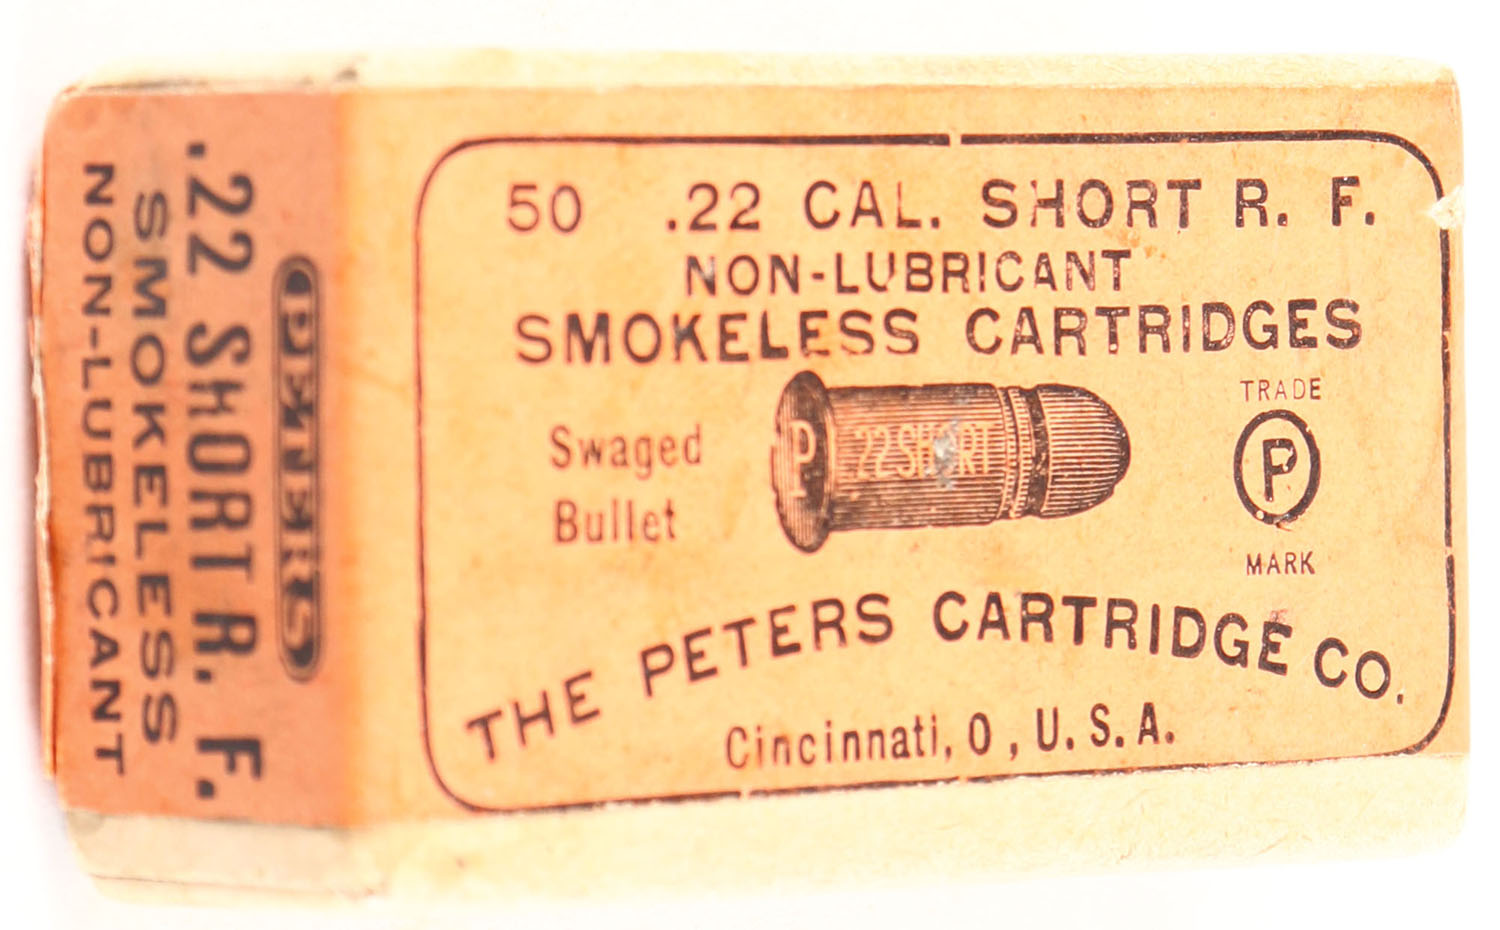 50 .22 CAL. SHORT R. F.
NON-LUBRICANT
SMOKELESS CARTRIDGES
Swaged
Bullet
P
22 SHORT
TRADE
P
MARK
THE PETERS CARTRIDGE CO.
Cincinnati, O, U.S.A.
PETERS
.22 SHORT R. F.
SMOKELESS
NON-LUBRICANT